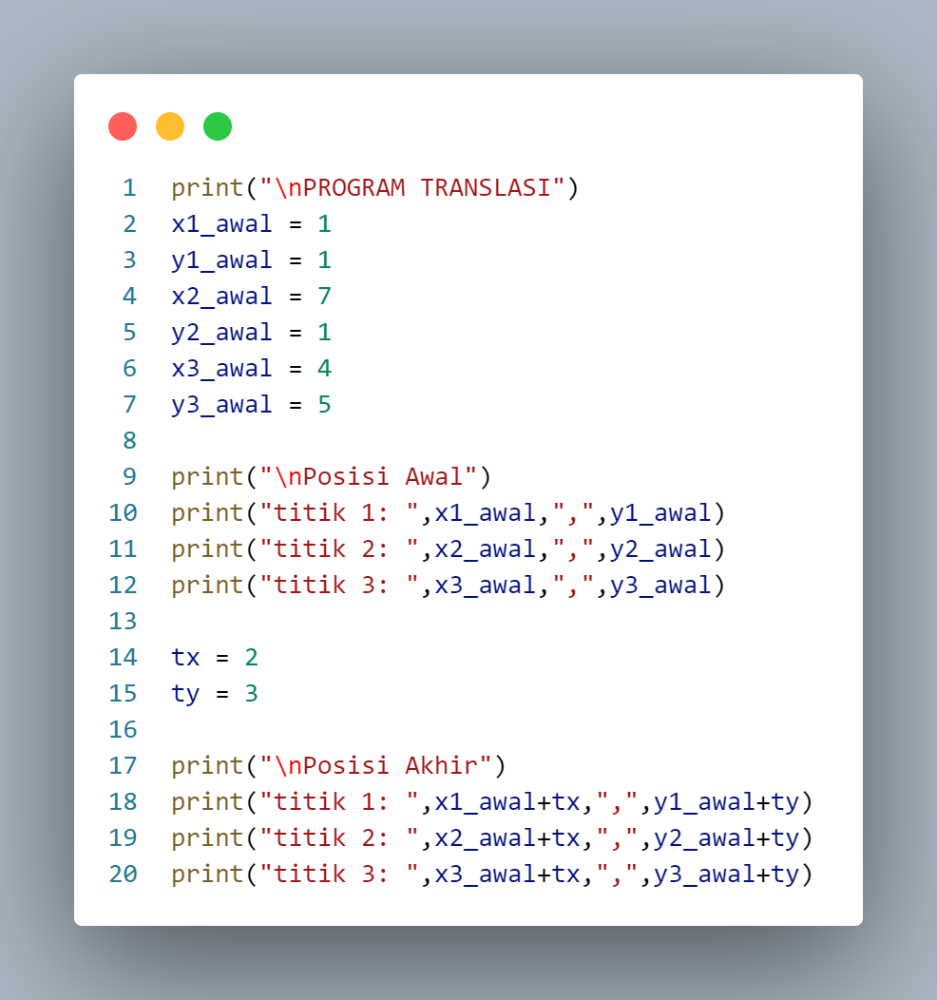 1 print("\nPROGRAM TRANSLASI")
2 x1_awal = 1
3 y1_awal = 1
4 x2_awal = 7
5 y2_awal = 1
6 x3_awal = 4
7 y3_awal = 5
8
9 print("\nPosisi Awal")
10 print("titik 1: ",x1_awal,",",y1_awal)
11 print("titik 2: ",x2_awal,",",y2_awal)
12 print("titik 3: ",x3_awal,",",y3_awal)
13
14 tx = 2
15 ty = 3
16
17 print("\nPosisi Akhir")
18 print("titik 1: ",x1_awal+tx,",",y1_awal+ty)
19 print("titik 2: ",x2_awal+tx,",",y2_awal+ty)
20 print("titik 3: ",x3_awal+tx,",",y3_awal+ty)